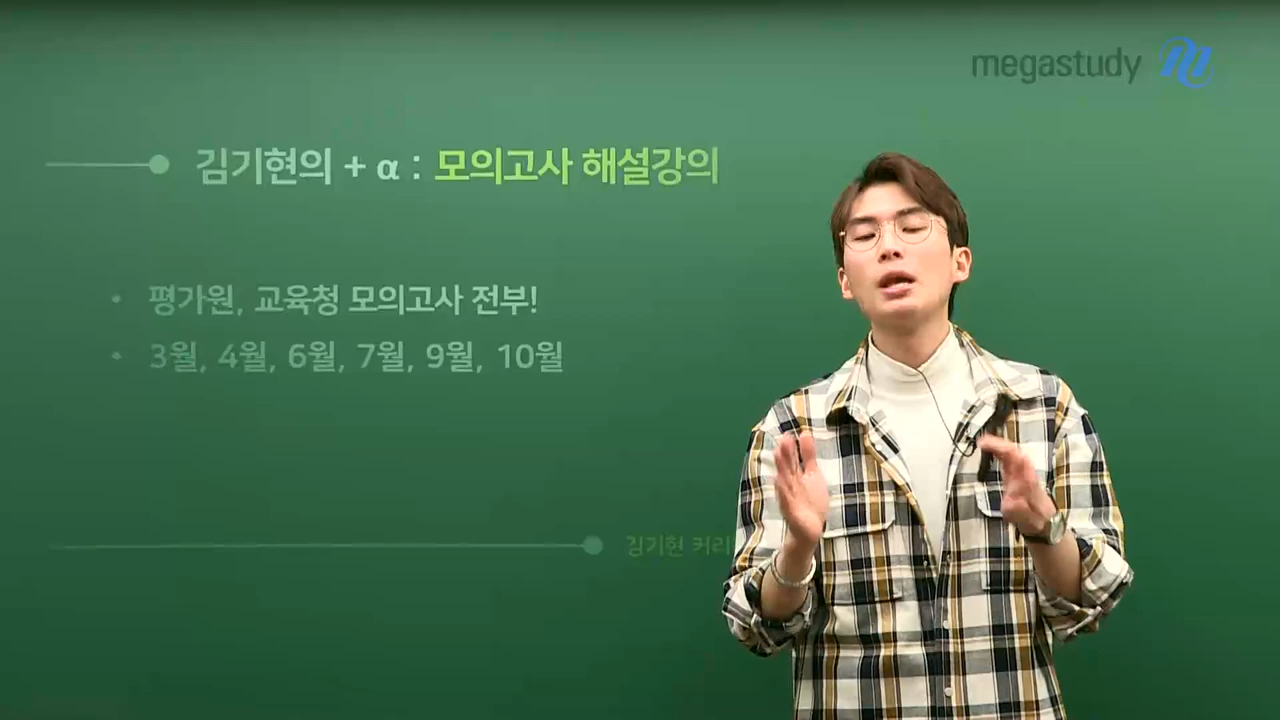 megastudy
김기현의 + α : 모의고사 해설강의
• 평가원, 교육청 모의고사 전부!
• 3월, 4월, 6월, 7월, 9월, 10월
김기현 커리